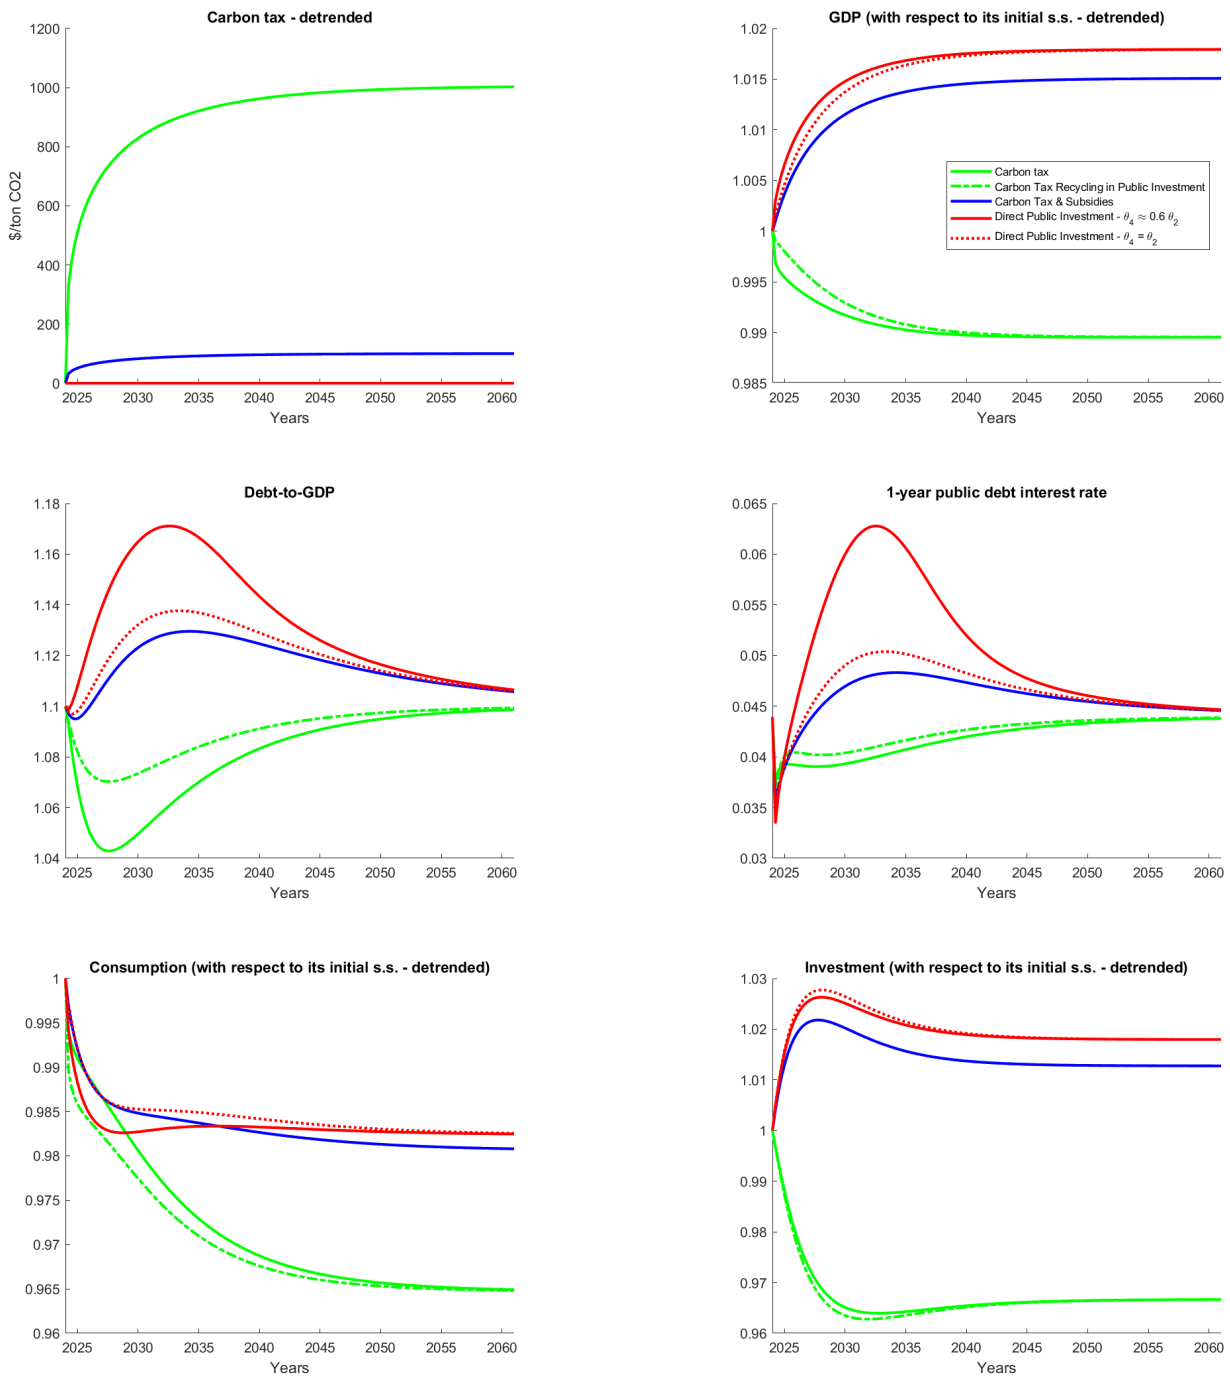 Carbon tax - detrended
1200
1000
800
600
400
200
0
$/ton CO2
2025 2030 2035 2040 2045 2050 2055 2060
Years
GDP (with respect to its initial s.s. - detrended)
1.02
1.015
1.01
1.005
1
0.995
0.99
0.985
Carbon tax
Carbon Tax Recycling in Public Investment
Carbon Tax & Subsidies
Direct Public Investment - θ4 ≈ 0.6 θ2
Direct Public Investment - θ4 = θ2
2025 2030 2035 2040 2045 2050 2055 2060
Years
Debt-to-GDP
1.18
1.16
1.14
1.12
1.1
1.08
1.06
1.04
2025 2030 2035 2040 2045 2050 2055 2060
Years
1-year public debt interest rate
0.065
0.06
0.055
0.05
0.045
0.04
0.035
0.03
2025 2030 2035 2040 2045 2050 2055 2060
Years
Consumption (with respect to its initial s.s. - detrended)
1
0.995
0.99
0.985
0.98
0.975
0.97
0.965
0.96
2025 2030 2035 2040 2045 2050 2055 2060
Years
Investment (with respect to its initial s.s. - detrended)
1.03
1.02
1.01
1
0.99
0.98
0.97
0.96
2025 2030 2035 2040 2045 2050 2055 2060
Years